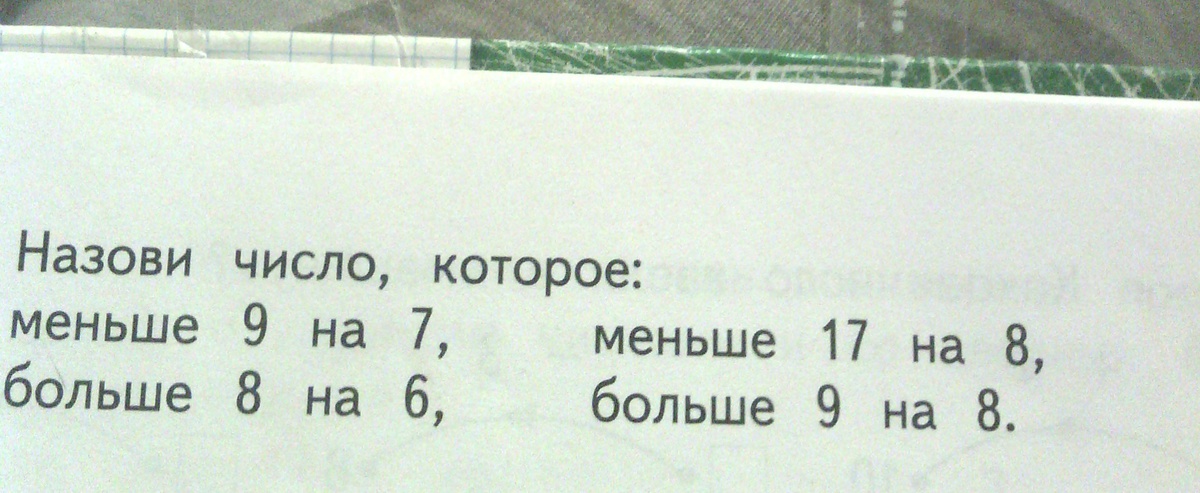 Назови число, которое:
меньше 9 на 7, меньше 17 на 8,
больше 8 на 6, больше 9 на 8.